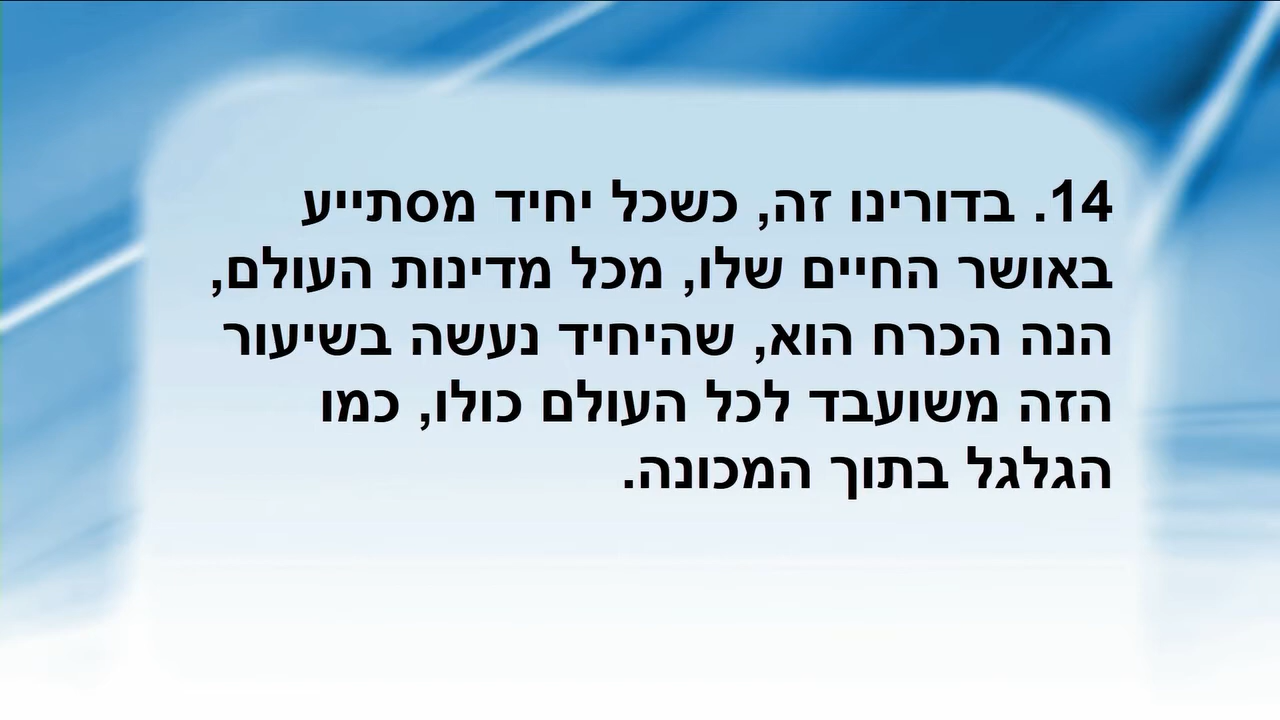 14. בדורינו זה, כשכל יחיד מסתייע
באושר החיים שלו, מכל מדינות העולם,
הנה הכרח הוא, שהיחיד נעשה בשיעור
הזה משועבד לכל העולם כולו, כמו
הגלגל בתוך המכונה.